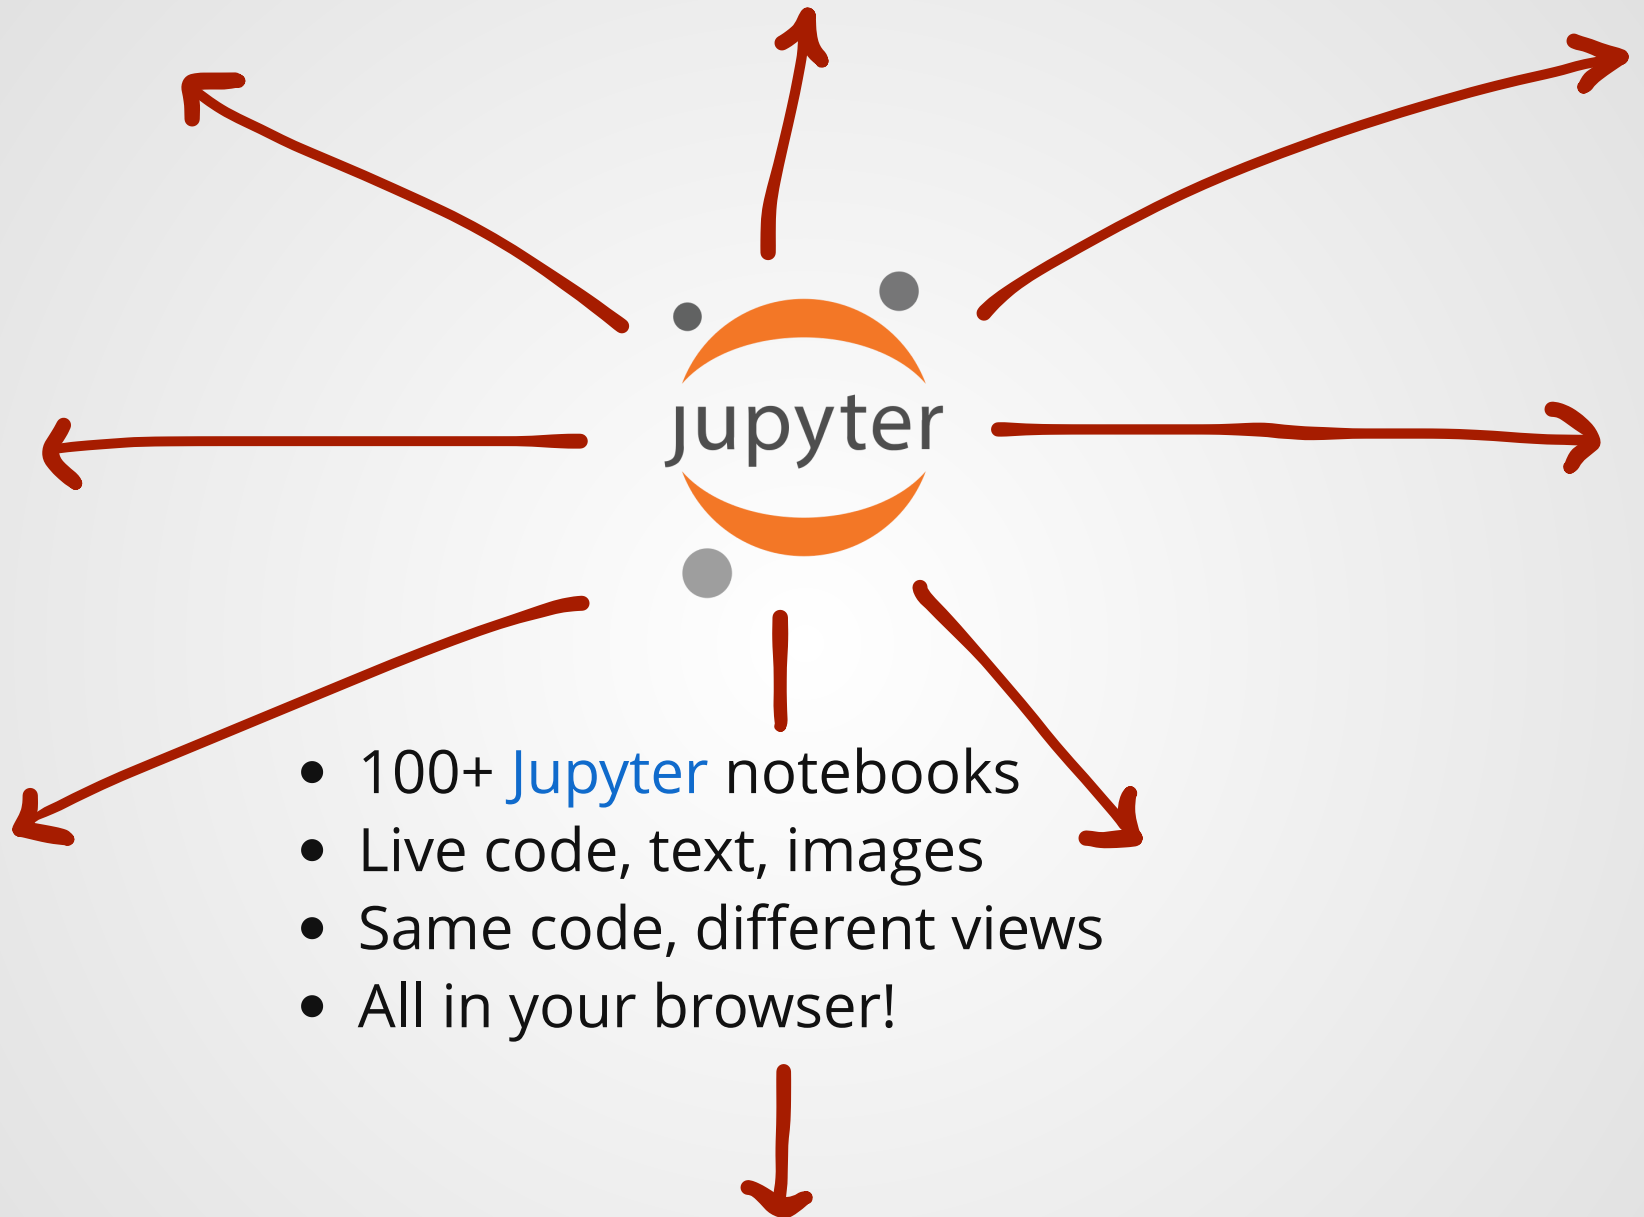 jupyter
• 100+ Jupyter notebooks
• Live code, text, images
• Same code, different views
• All in your browser!